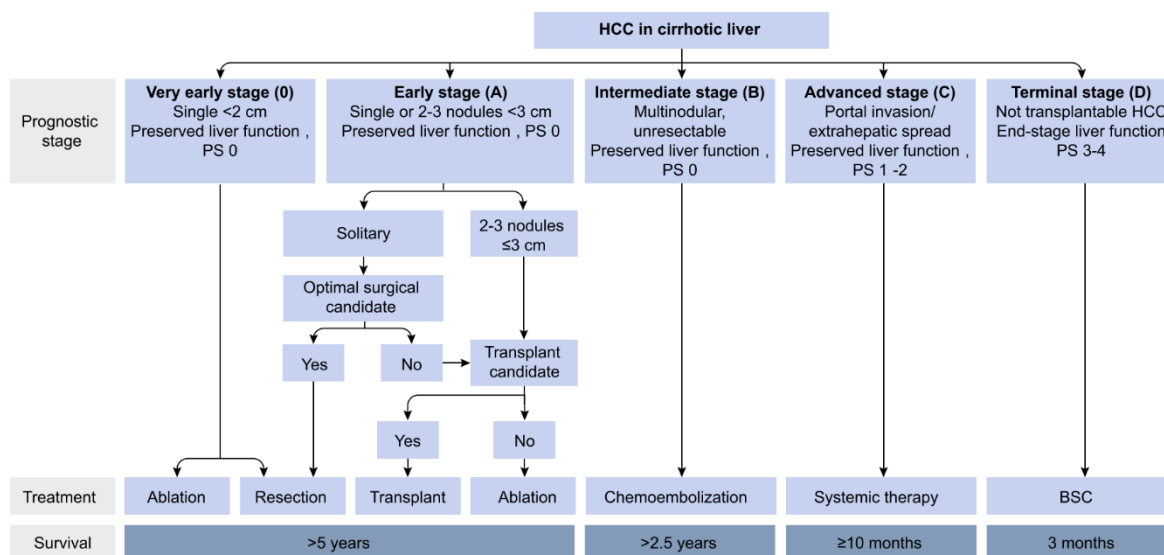 HCC in cirrhotic liver
Prognostic
stage
Very early stage (0)
Single <2 cm
Preserved liver function ,
PS 0
Early stage (A)
Single or 2-3 nodules <3 cm
Preserved liver function , PS 0
Intermediate stage (B)
Multinodular,
unresectable
Preserved liver function ,
PS 0
Advanced stage (C)
Portal invasion/
extrahepatic spread
Preserved liver function ,
PS 1 -2
Terminal stage (D)
Not transplantable HCC
End-stage liver function
PS 3-4
Solitary
2-3 nodules
≤3 cm
Optimal surgical
candidate
Yes
No
Transplant
candidate
Yes
No
Treatment
Ablation
Resection
Transplant
Ablation
Chemoembolization
Systemic therapy
BSC
Survival
>5 years
>2.5 years
≥10 months
3 months